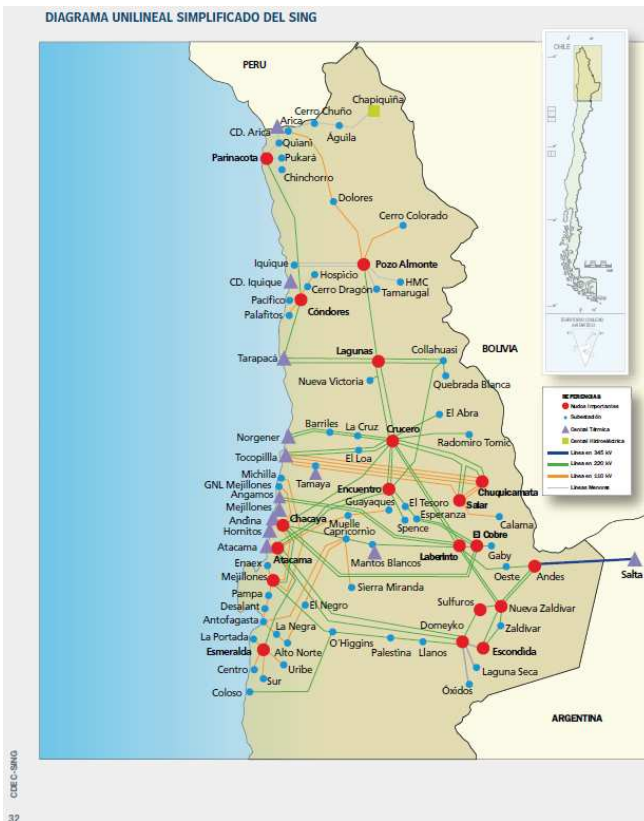 DIAGRAMA UNILINEAL SIMPLIFICADO DEL SING
PERU
CHILE
Chapiquiña
Cerro Chuño
Arica
CD. Arica
Águila
Quiani
Parinacota
Pukará
Chinchorro
Dolores
Cerro Colorado
Iquique
Pozo Almonte
Hospicio
CD. Iquique
HMC
Cerro Dragón
Tamarugal
Pacífico
Cóndores
Palafitos
BOLIVIA
Lagunas
Collahuasi
Tarapacá
Nueva Victoria
Quebrada Blanca
El Abra
Barriles
La Cruz
Crucero
Norgener
Radomiro Tomic
Tocopillla
El Loa
Michilla
Tamaya
Chuquicamata
GNL Mejillones
Encuentro
Salar
Angamos
Guayaques
El Tesoro
Mejillones
Esperanza
Andina
Chacaya
Muelle
Spence
Calama
Hornitos
Capricornio
El Cobre
Atacama
Laberinto
Gaby
Atacama
Mantos Blancos
Enaex
Oeste
Andes
Salta
Mejillones
Sierra Miranda
Pampa
Sulfuros
Nueva Zaldivar
Desalant
El Negro
Antofagasta
La Negra
Domeyko
Zaldívar
La Portada
O'Higgins
Esmeralda
Alto Norte
Palestina
Llanos
Escondida
Centro
Uribe
Laguna Seca
Sur
Coloso
Óxidos
ARGENTINA
REFERENCIAS
Nudos Importantes
Subestación
Central Térmica
Central Hidroeléctrica
Línea en 345 kV
Línea en 220 kV
Línea en 110 kV
Líneas Menores
CDEC-SING
32